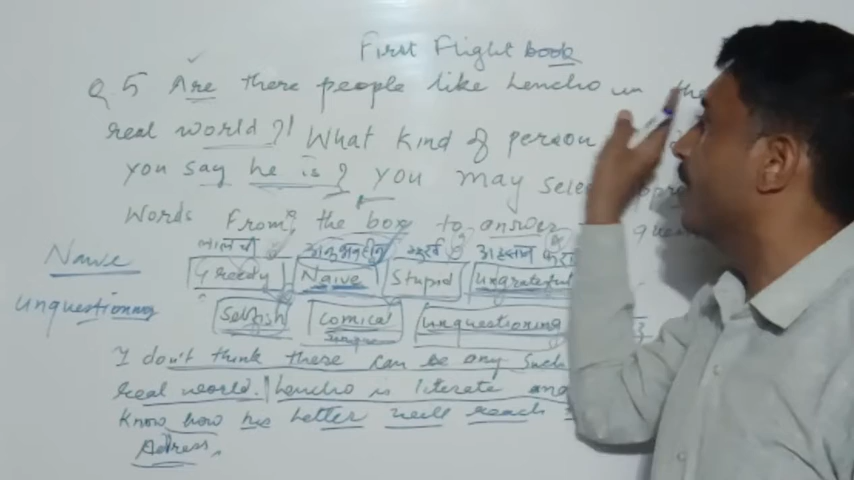 First Flight book
Q.5 Are there people like Lencho in the
real world?! What kind of person
you say he is? you may
Words From the box to answer
Naive
लालची
Greedy Naive Stupid ungrateful
unquestioning
Selfish comical unquestioning
I don't think these can be any such
real world. Lencho is literate and
know how his letter will reach
Adress.